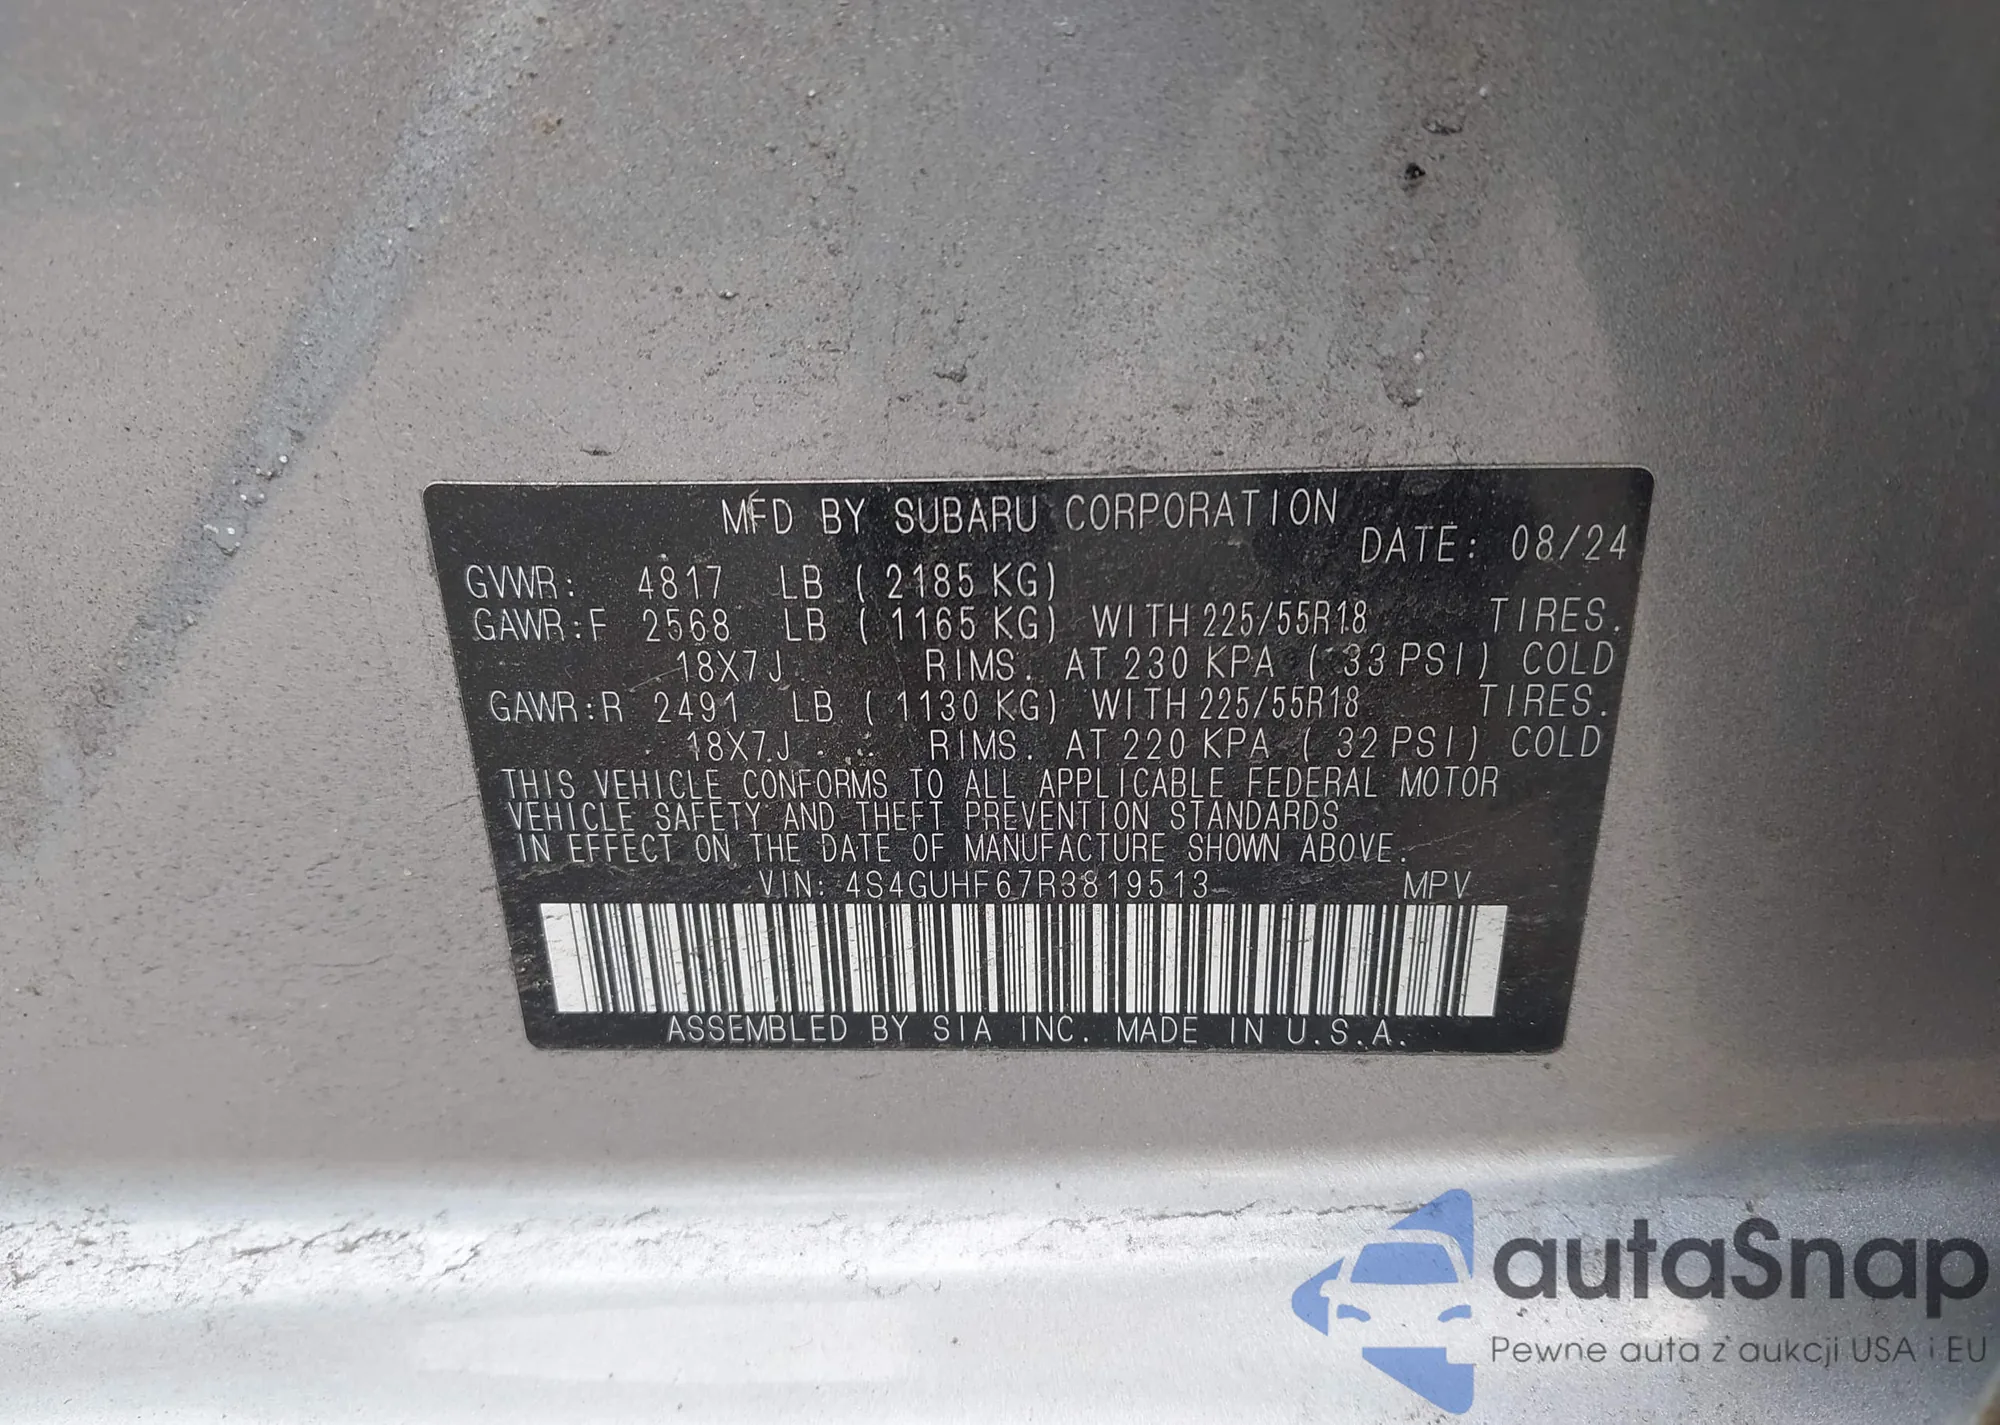 MFD BY SUBARU CORPORATION
DATE: 08/24
GVWR: 4817 LB ( 2185 KG)
GAWR:F 2568 LB ( 1165 KG) WITH 225/55R18 TIRES.
18X7J RIMS. AT 230 KPA ( 33 PSI) COLD
GAWR:R 2491 LB ( 1130 KG) WITH 225/55R18 TIRES.
18X7J RIMS. AT 220 KPA ( 32 PSI) COLD
THIS VEHICLE CONFORMS TO ALL APPLICABLE FEDERAL MOTOR
VEHICLE SAFETY AND THEFT PREVENTION STANDARDS
IN EFFECT ON THE DATE OF MANUFACTURE SHOWN ABOVE.
VIN: 4S4GUHF67R3819513 MPV
ASSEMBLED BY SIA INC. MADE IN U.S.A.
autaSnap
Pewne auta z aukcji USA i EU